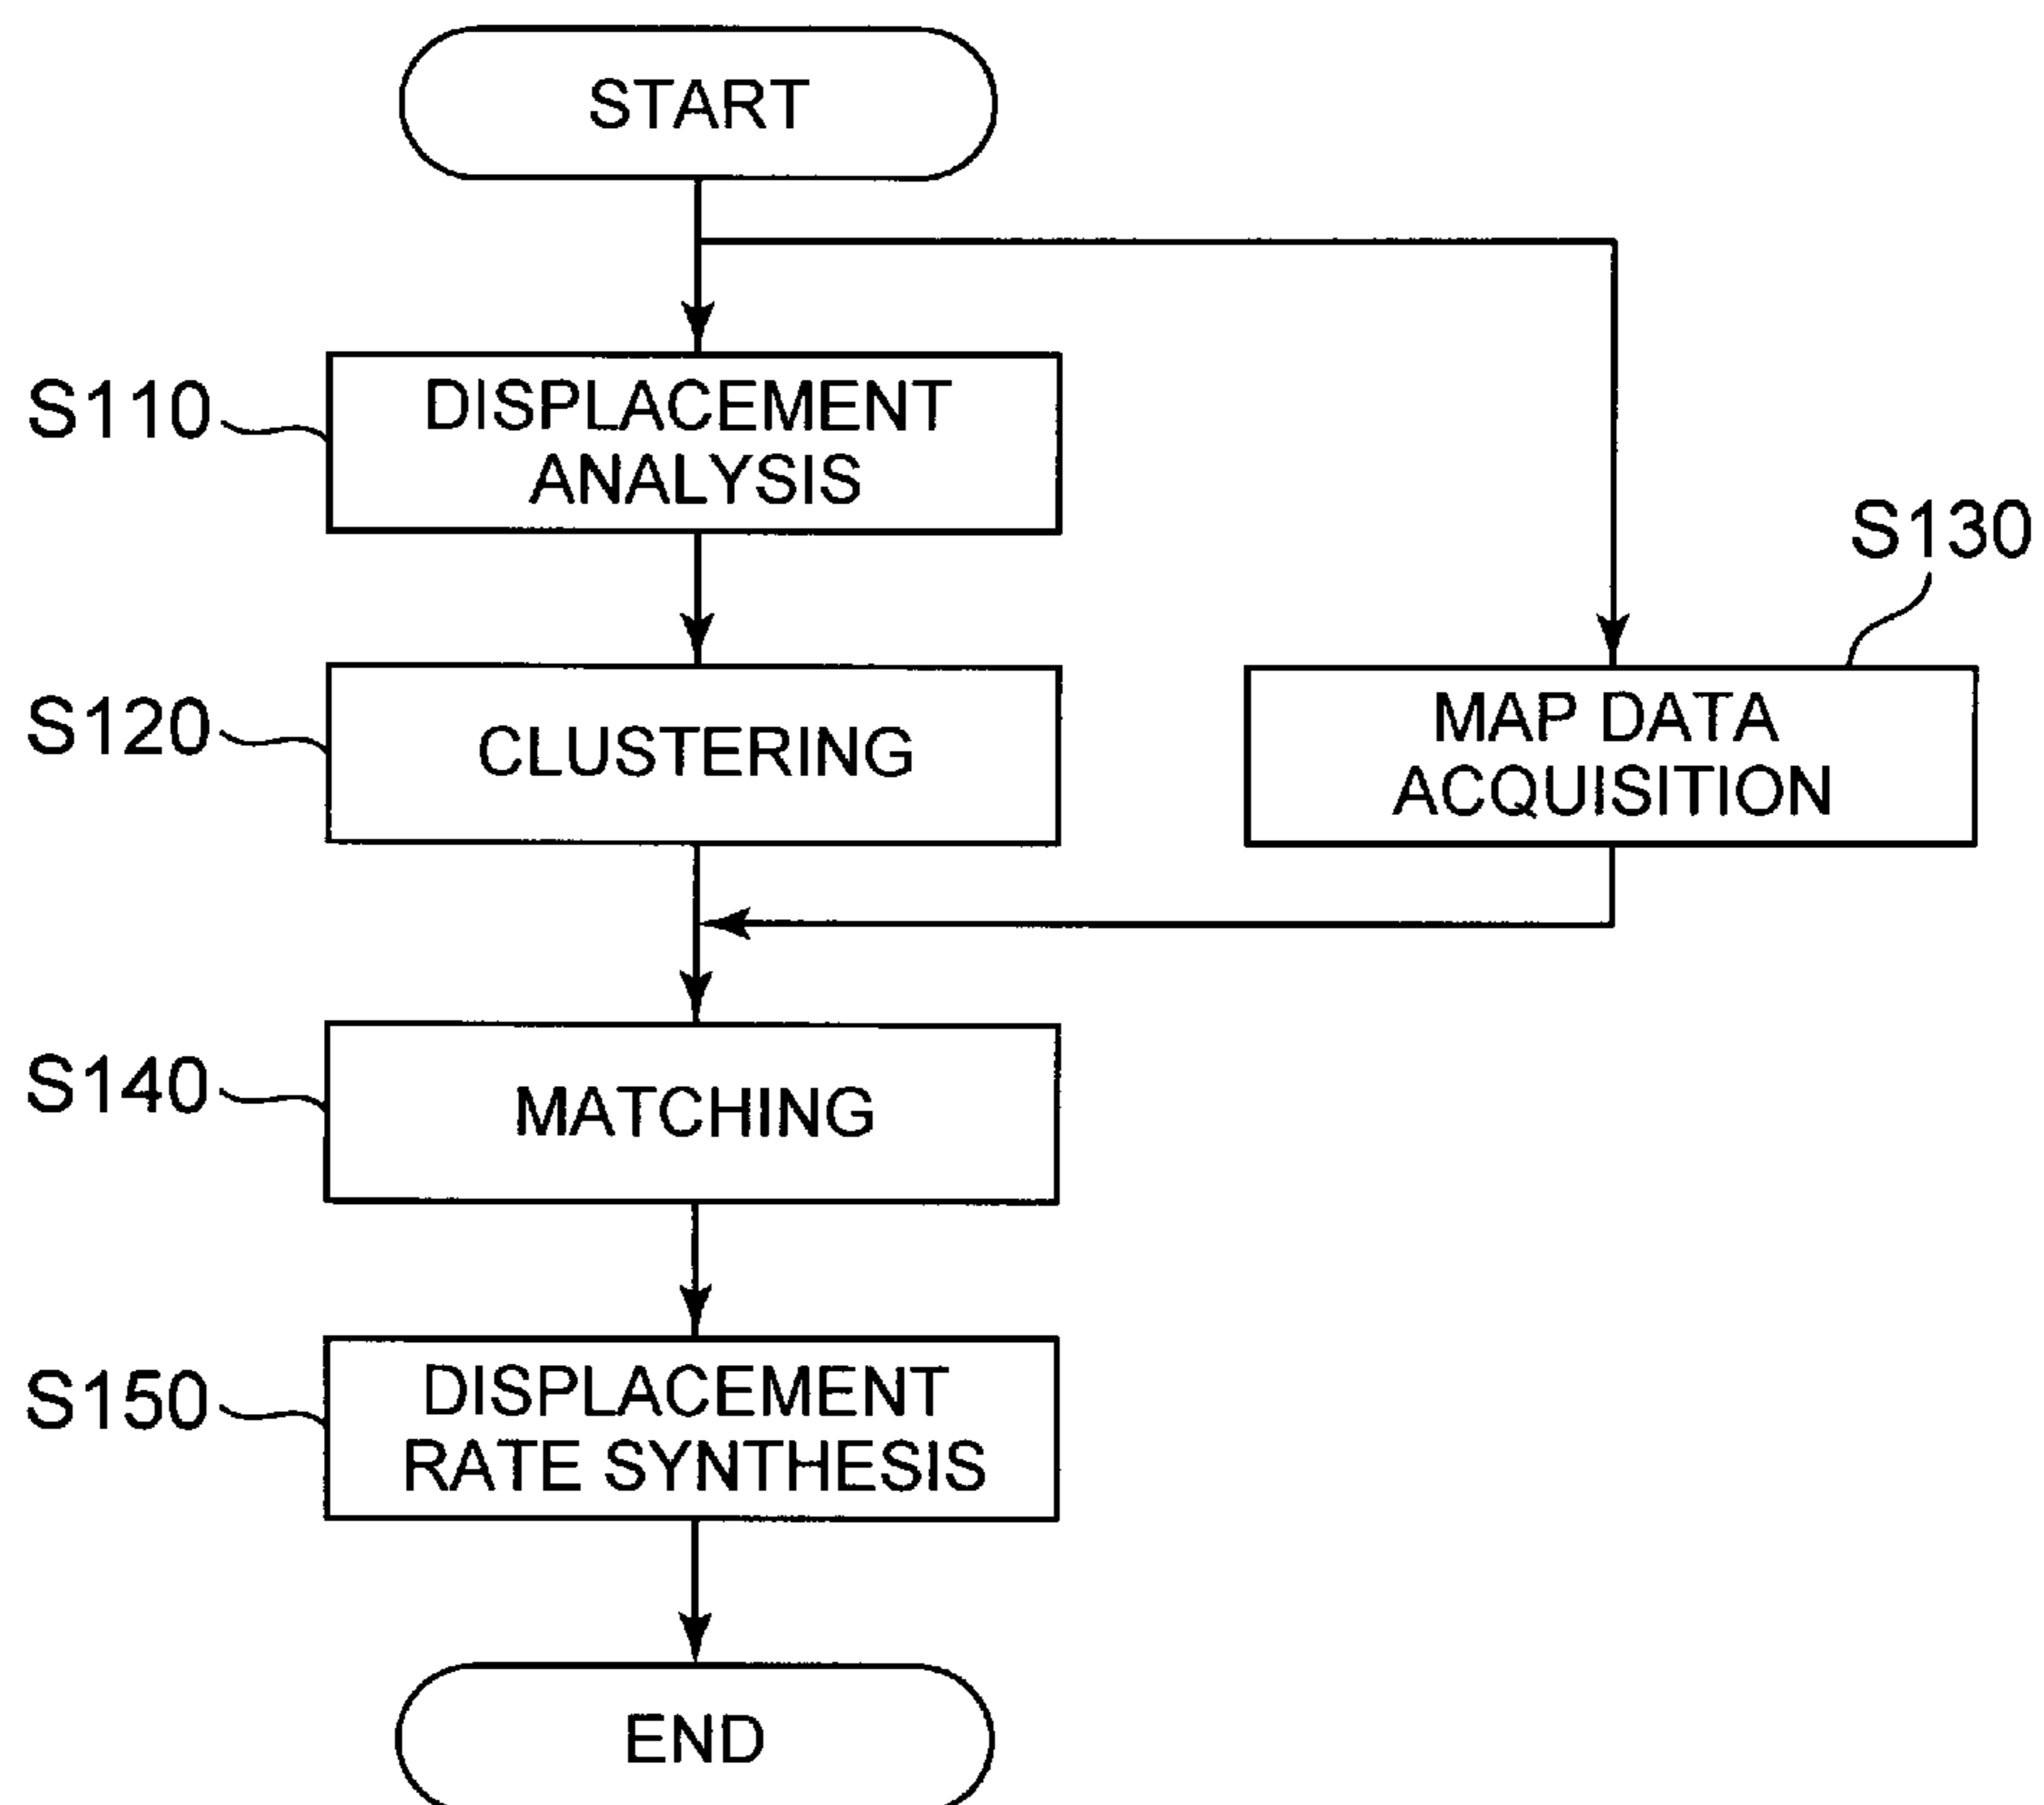 START
S110
DISPLACEMENT
ANALYSIS
S130
S120
CLUSTERING
MAP DATA
ACQUISITION
S140
MATCHING
S150
DISPLACEMENT
RATE SYNTHESIS
END